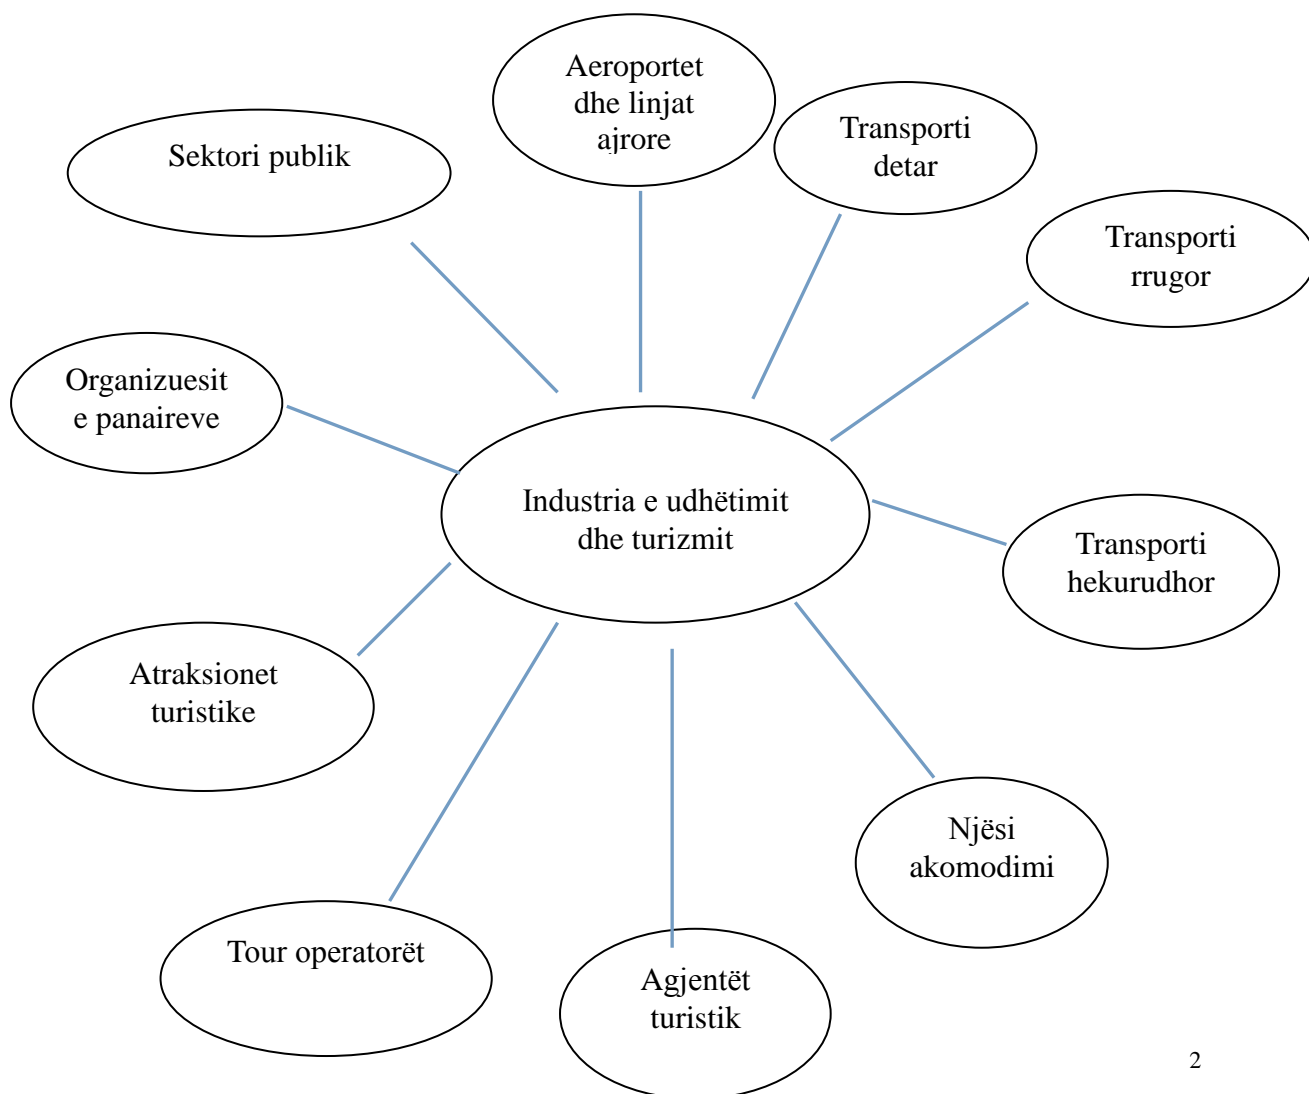 Aeroportet
dhe linjat
ajrore
Transporti
detar
Sektori publik
Transporti
rrugor
Organizuesit
e panaireve
Industria e udhëtimit
dhe turizmit
Transporti
hekurudhor
Atraksionet
turistike
Njësi
akomodimi
Tour operatorët
Agjentët
turistik
2